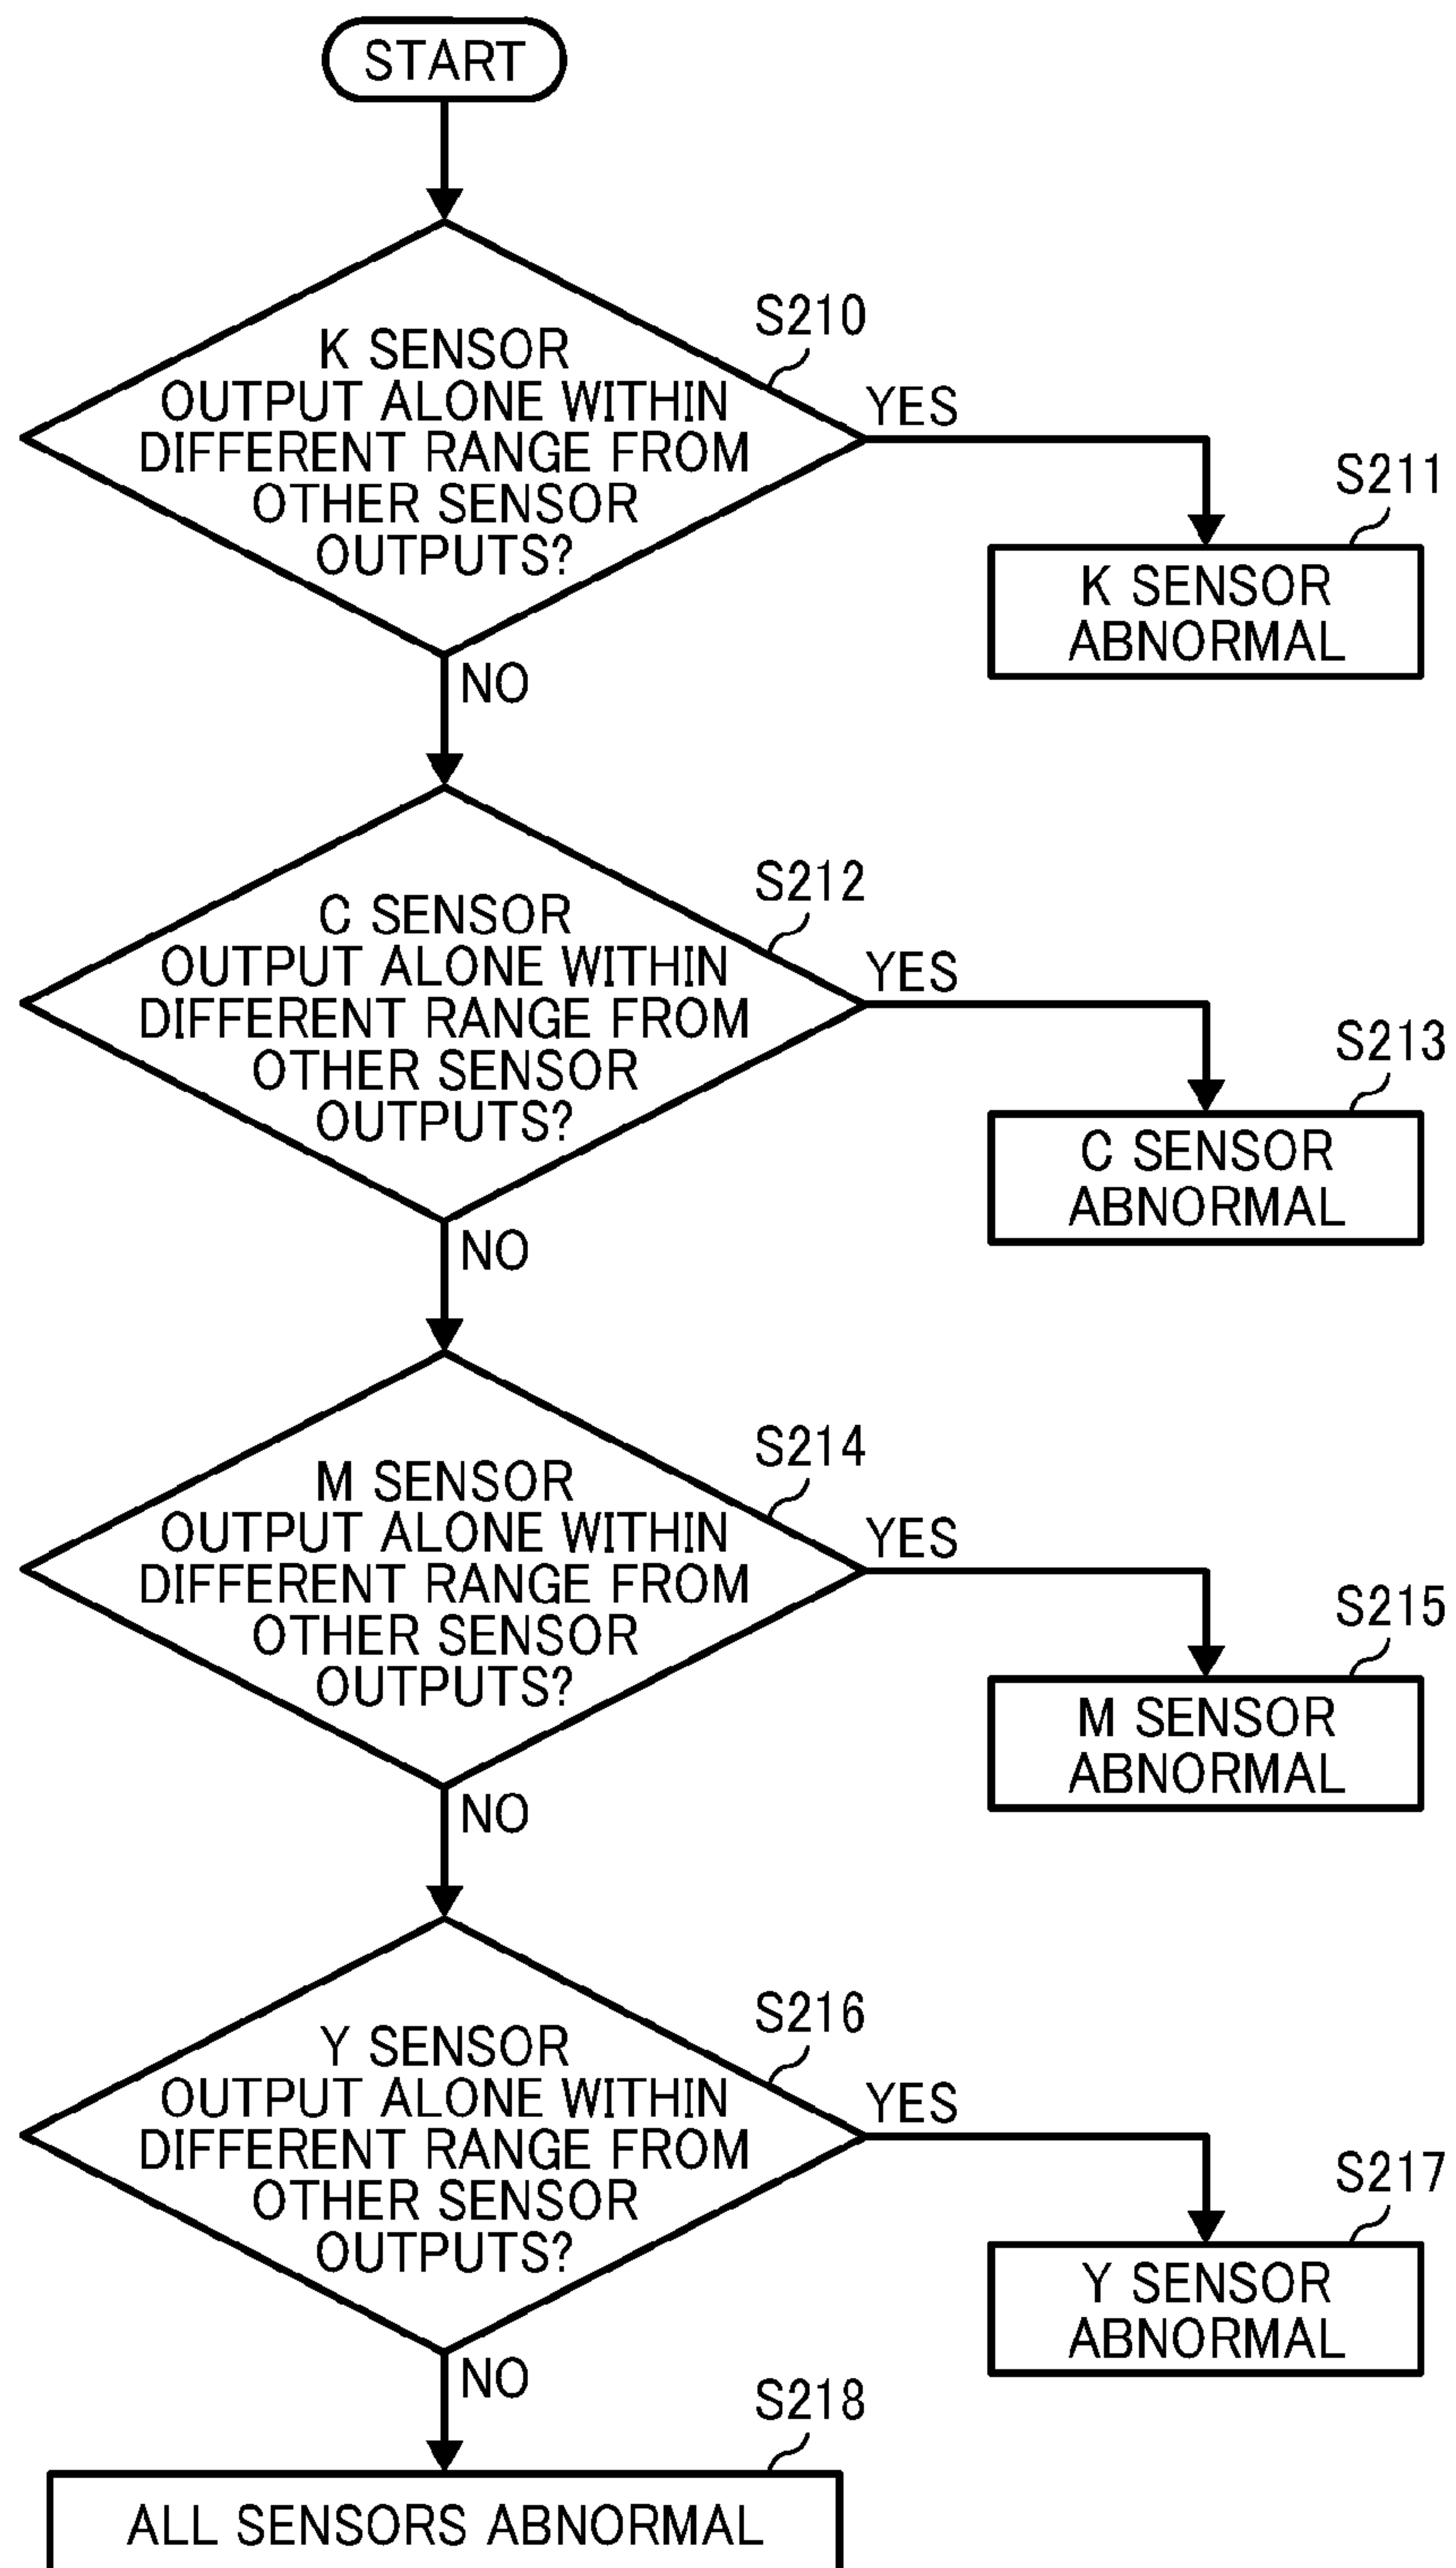 START
S210
K SENSOR
OUTPUT ALONE WITHIN
DIFFERENT RANGE FROM
OTHER SENSOR
OUTPUTS?
YES
S211
K SENSOR
ABNORMAL
NO
S212
C SENSOR
OUTPUT ALONE WITHIN
DIFFERENT RANGE FROM
OTHER SENSOR
OUTPUTS?
YES
S213
C SENSOR
ABNORMAL
NO
S214
M SENSOR
OUTPUT ALONE WITHIN
DIFFERENT RANGE FROM
OTHER SENSOR
OUTPUTS?
YES
S215
M SENSOR
ABNORMAL
NO
S216
Y SENSOR
OUTPUT ALONE WITHIN
DIFFERENT RANGE FROM
OTHER SENSOR
OUTPUTS?
YES
S217
Y SENSOR
ABNORMAL
NO
S218
ALL SENSORS ABNORMAL